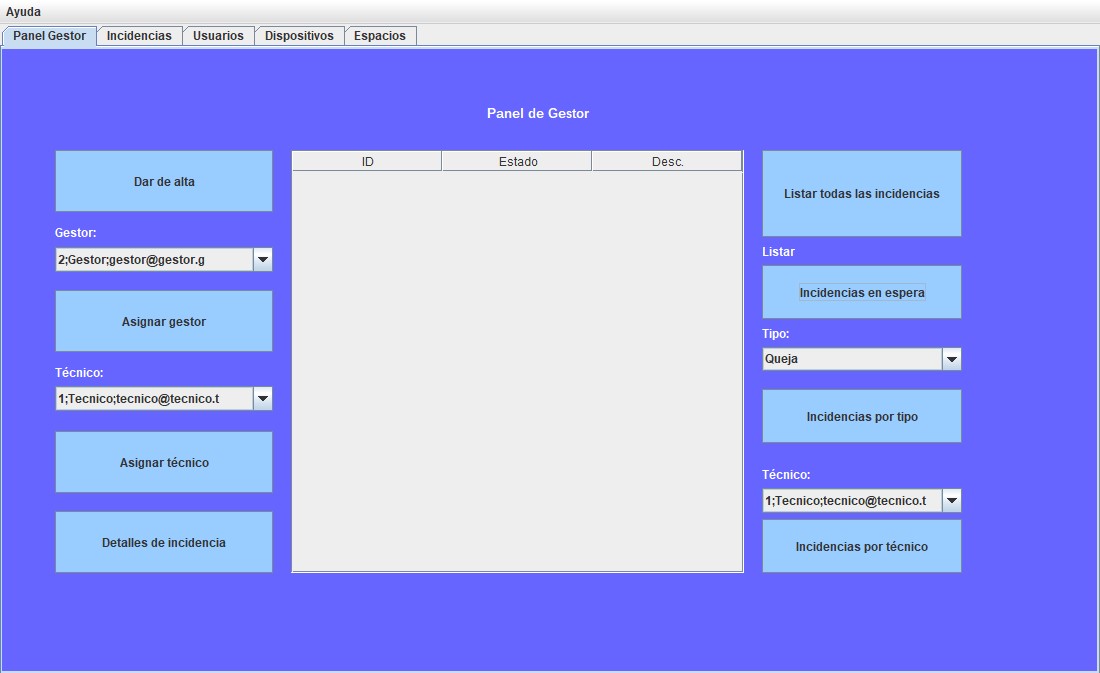 Ayuda
Panel Gestor Incidencias Usuarios Dispositivos Espacios
Panel de Gestor
Dar de alta
Gestor:
2;Gestor;gestor@gestor.g
Asignar gestor
Técnico:
1;Tecnico;tecnico@tecnico.t
Asignar técnico
Detalles de incidencia
ID Estado Desc.
Listar todas las incidencias
Listar
Incidencias en espera
Tipo:
Queja
Incidencias por tipo
Técnico:
1;Tecnico;tecnico@tecnico.t
Incidencias por técnico